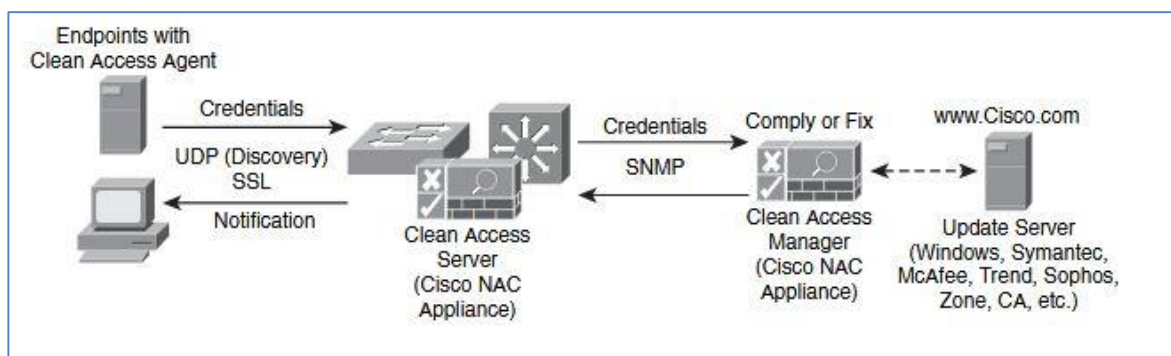 Endpoints with
Clean Access Agent
Credentials
UDP (Discovery)
SSL
Notification
Clean Access
Server
(Cisco NAC
Appliance)
Credentials
SNMP
Comply or Fix
Clean Access
Manager
(Cisco NAC
Appliance)
www.Cisco.com
Update Server
(Windows, Symantec,
McAfee, Trend, Sophos,
Zone, CA, etc.)